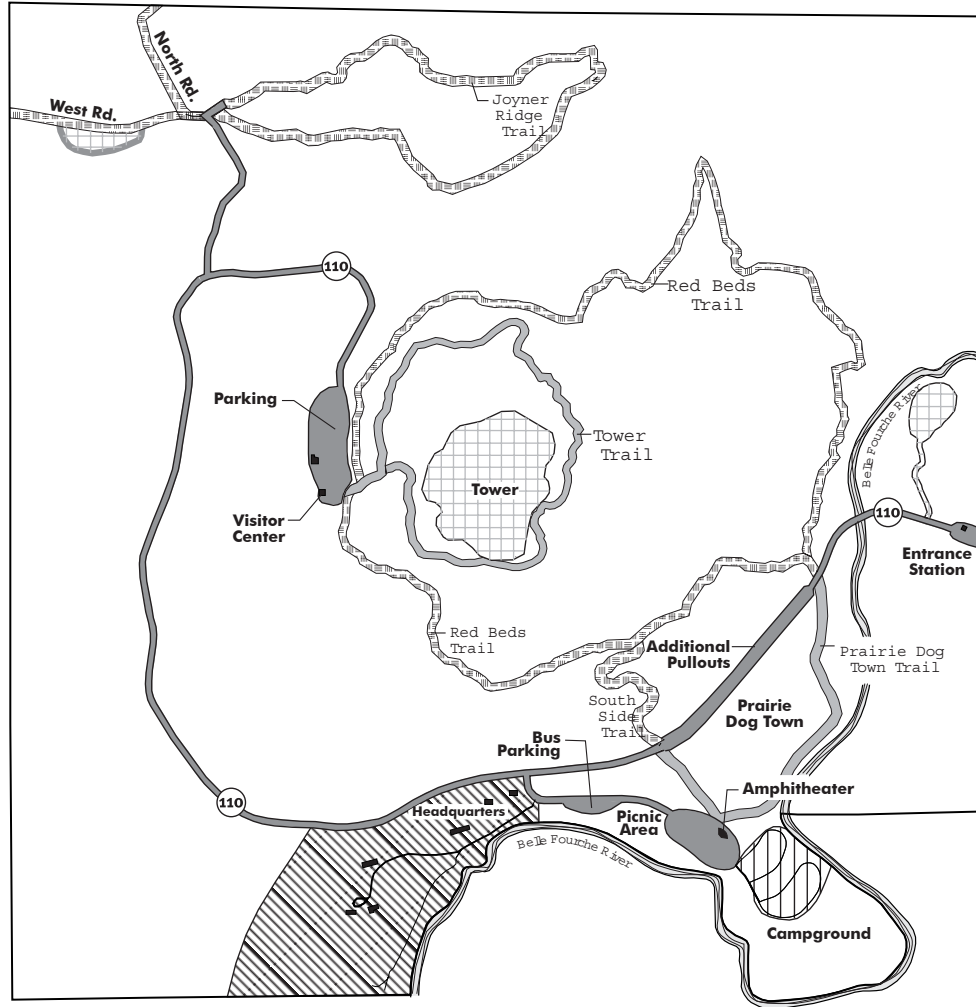 North Rd.
West Rd.
Joyner
Ridge
Trail
110
Red Beds
Trail
Parking
Tower
Trail
Belle Fourche River
Tower
110
Visitor
Center
Entrance
Station
Red Beds
Trail
Additional
Pullouts
Prairie Dog
Town Trail
South
Side
Trail
Prairie
Dog Town
Bus
Parking
110
Amphitheater
Headquarters
Picnic
Area
Belle Fourche River
Campground